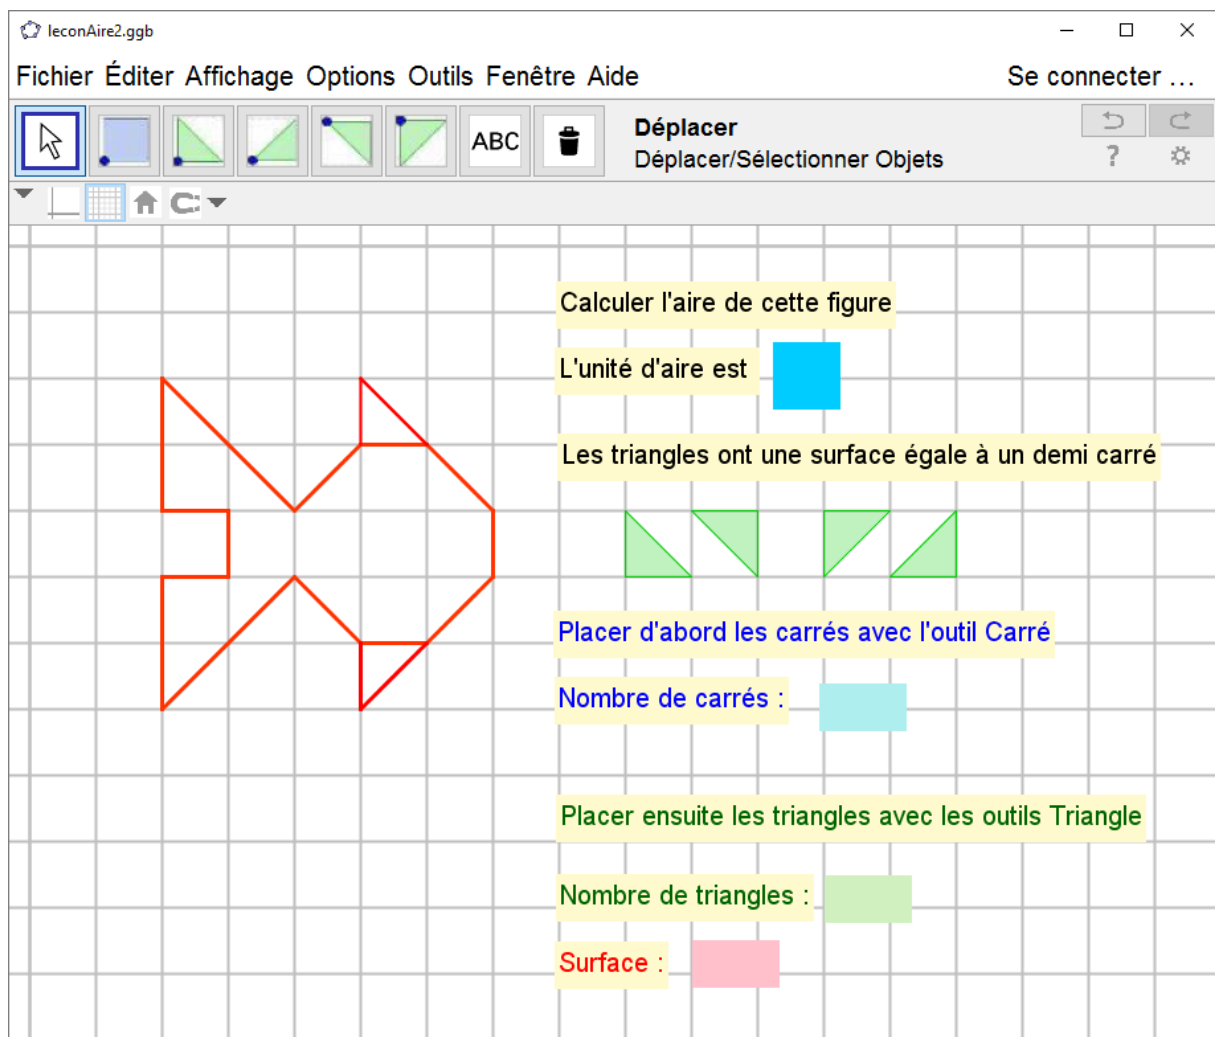 leconAire2.ggb
Fichier Éditer Affichage Options Outils Fenêtre Aide
Se connecter ...
ABC
Déplacer
Déplacer/Sélectionner Objets
?
Calculer l'aire de cette figure
L'unité d'aire est
Les triangles ont une surface égale à un demi carré
Placer d'abord les carrés avec l'outil Carré
Nombre de carrés :
Placer ensuite les triangles avec les outils Triangle
Nombre de triangles :
Surface :